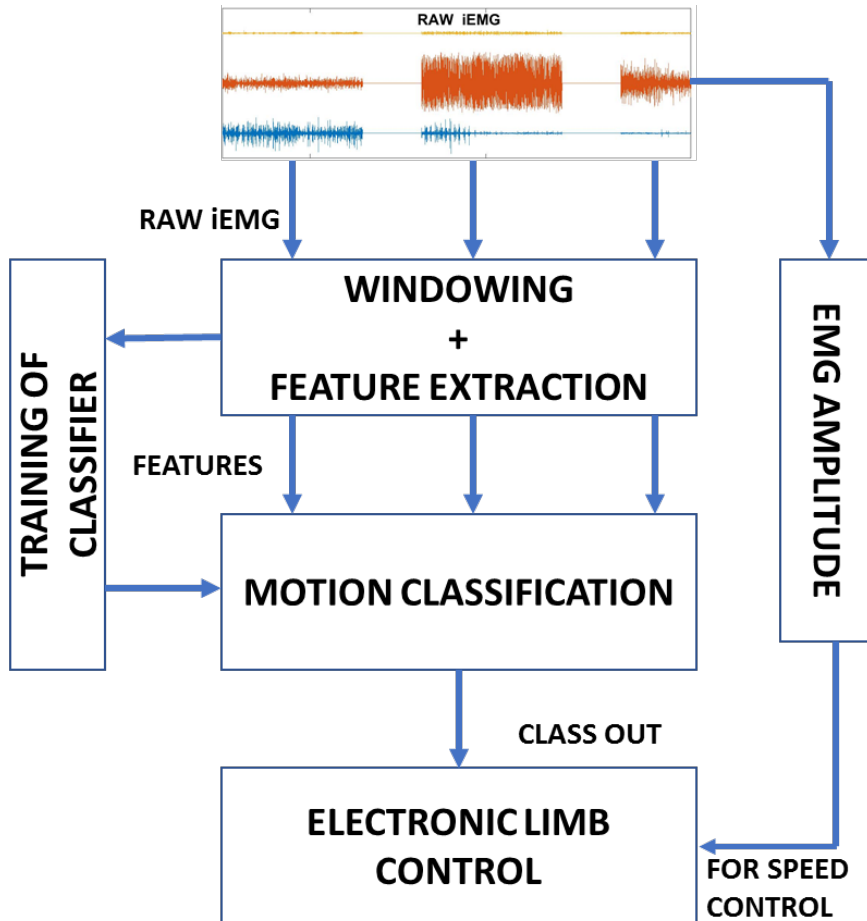 RAW iEMG
RAW iEMG
WINDOWING
+
FEATURE EXTRACTION
TRAINING OF
CLASSIFIER
EMG AMPLITUDE
FEATURES
MOTION CLASSIFICATION
CLASS OUT
ELECTRONIC LIMB
CONTROL
FOR SPEED
CONTROL